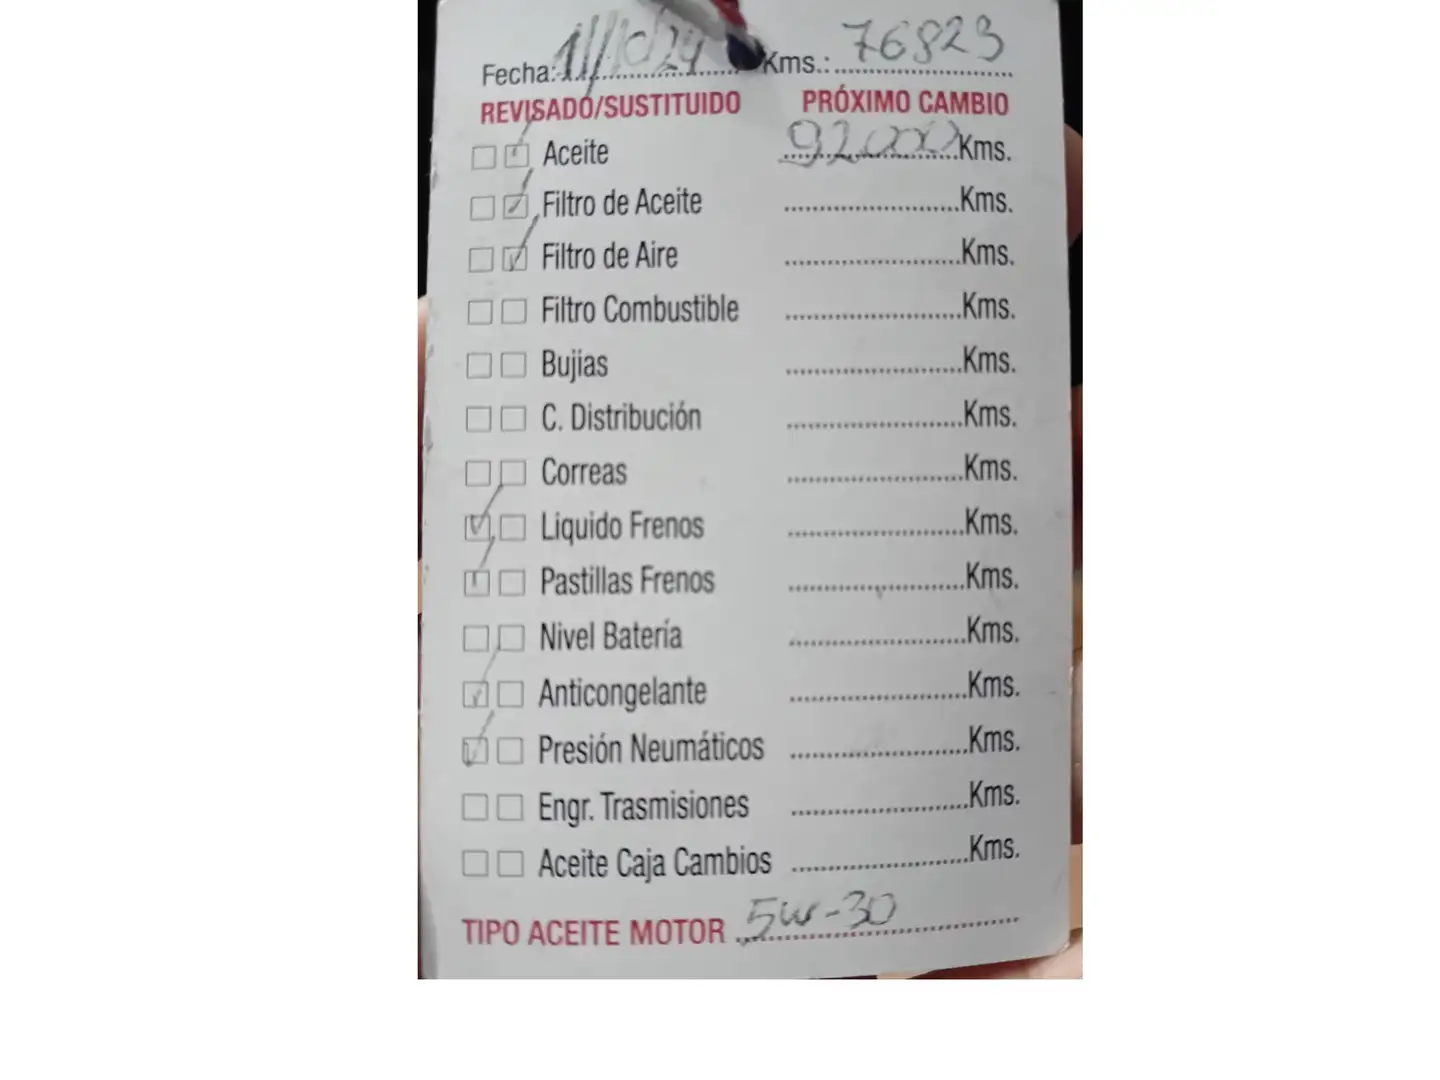 Fecha: 1/10/24 Kms.: 76823
REVISADO/SUSTITUIDO PRÓXIMO CAMBIO
Aceite 92000 Kms.
Filtro de Aceite Kms.
Filtro de Aire Kms.
Filtro Combustible Kms.
Bujías Kms.
C. Distribución Kms.
Correas Kms.
Liquido Frenos Kms.
Pastillas Frenos Kms.
Nivel Batería Kms.
Anticongelante Kms.
Presión Neumáticos Kms.
Engr. Trasmisiones Kms.
Aceite Caja Cambios Kms.
TIPO ACEITE MOTOR 5W-30